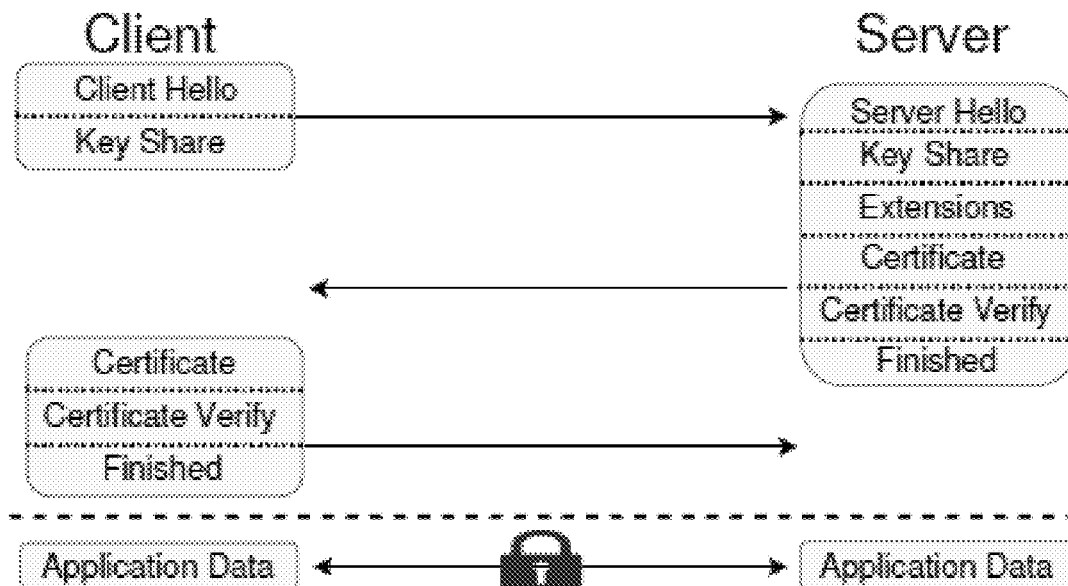 Client
Server
Client Hello
Key Share
Server Hello
Key Share
Extensions
Certificate
Certificate Verify
Finished
Certificate
Certificate Verify
Finished
Application Data
Application Data